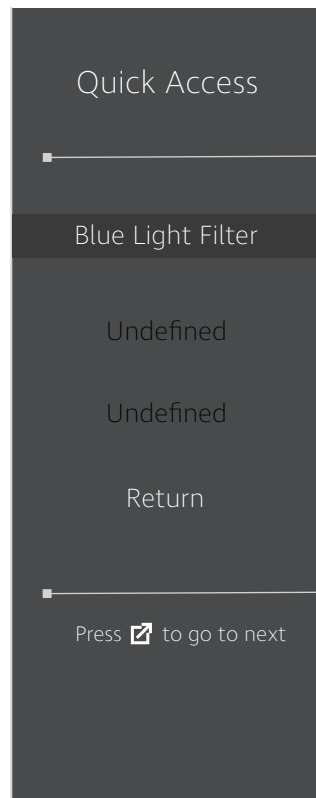 Quick Access
Blue Light Filter
Undefined
Undefined
Return
Press to go to next